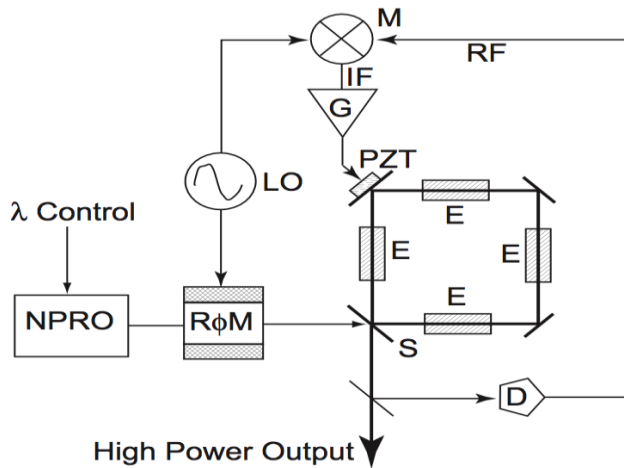 M
RF
IF
G
PZT
LO
E
λ Control
E
E
E
NPRO
RϕM
S
D
High Power Output